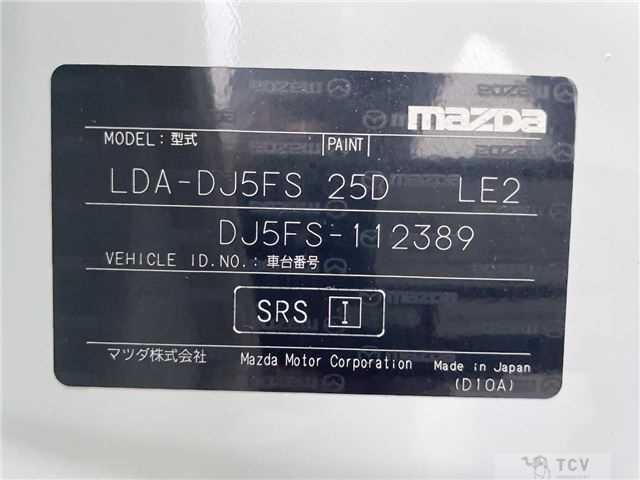 mazda
MODEL: 型式 PAINT
LDA-DJ5FS 25D LE2
DJ5FS-112389
VEHICLE ID.NO.: 車台番号
SRS I
マツダ株式会社 Mazda Motor Corporation Made in Japan
(D10A)
TCV